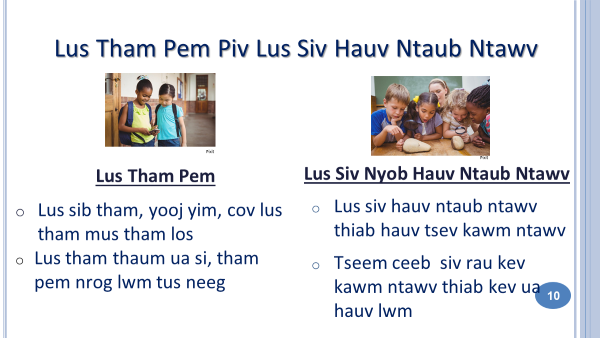 Lus Tham Pem Piv Lus Siv Hauv Ntaub Ntawv
Pixit
Lus Tham Pem
o Lus sib tham, yooj yim, cov lus
tham mus tham los
o Lus tham thaum ua si, tham
pem nrog lwm tus neeg
Pixit
Lus Siv Nyob Hauv Ntaub Ntawv
o Lus siv hauv ntaub ntawv
thiab hauv tsev kawm ntawv
o Tseem ceeb siv rau kev
kawm ntawv thiab kev ua
hauv lwm
10